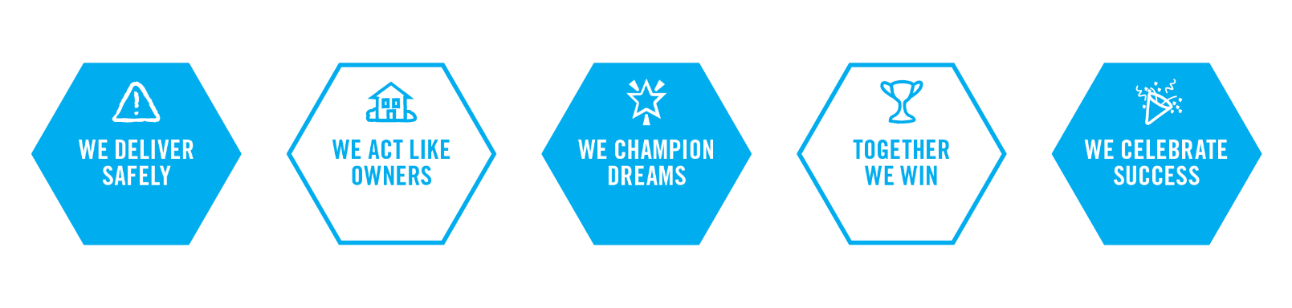 WE DELIVER
SAFELY
WE ACT LIKE
OWNERS
WE CHAMPION
DREAMS
TOGETHER
WE WIN
WE CELEBRATE
SUCCESS